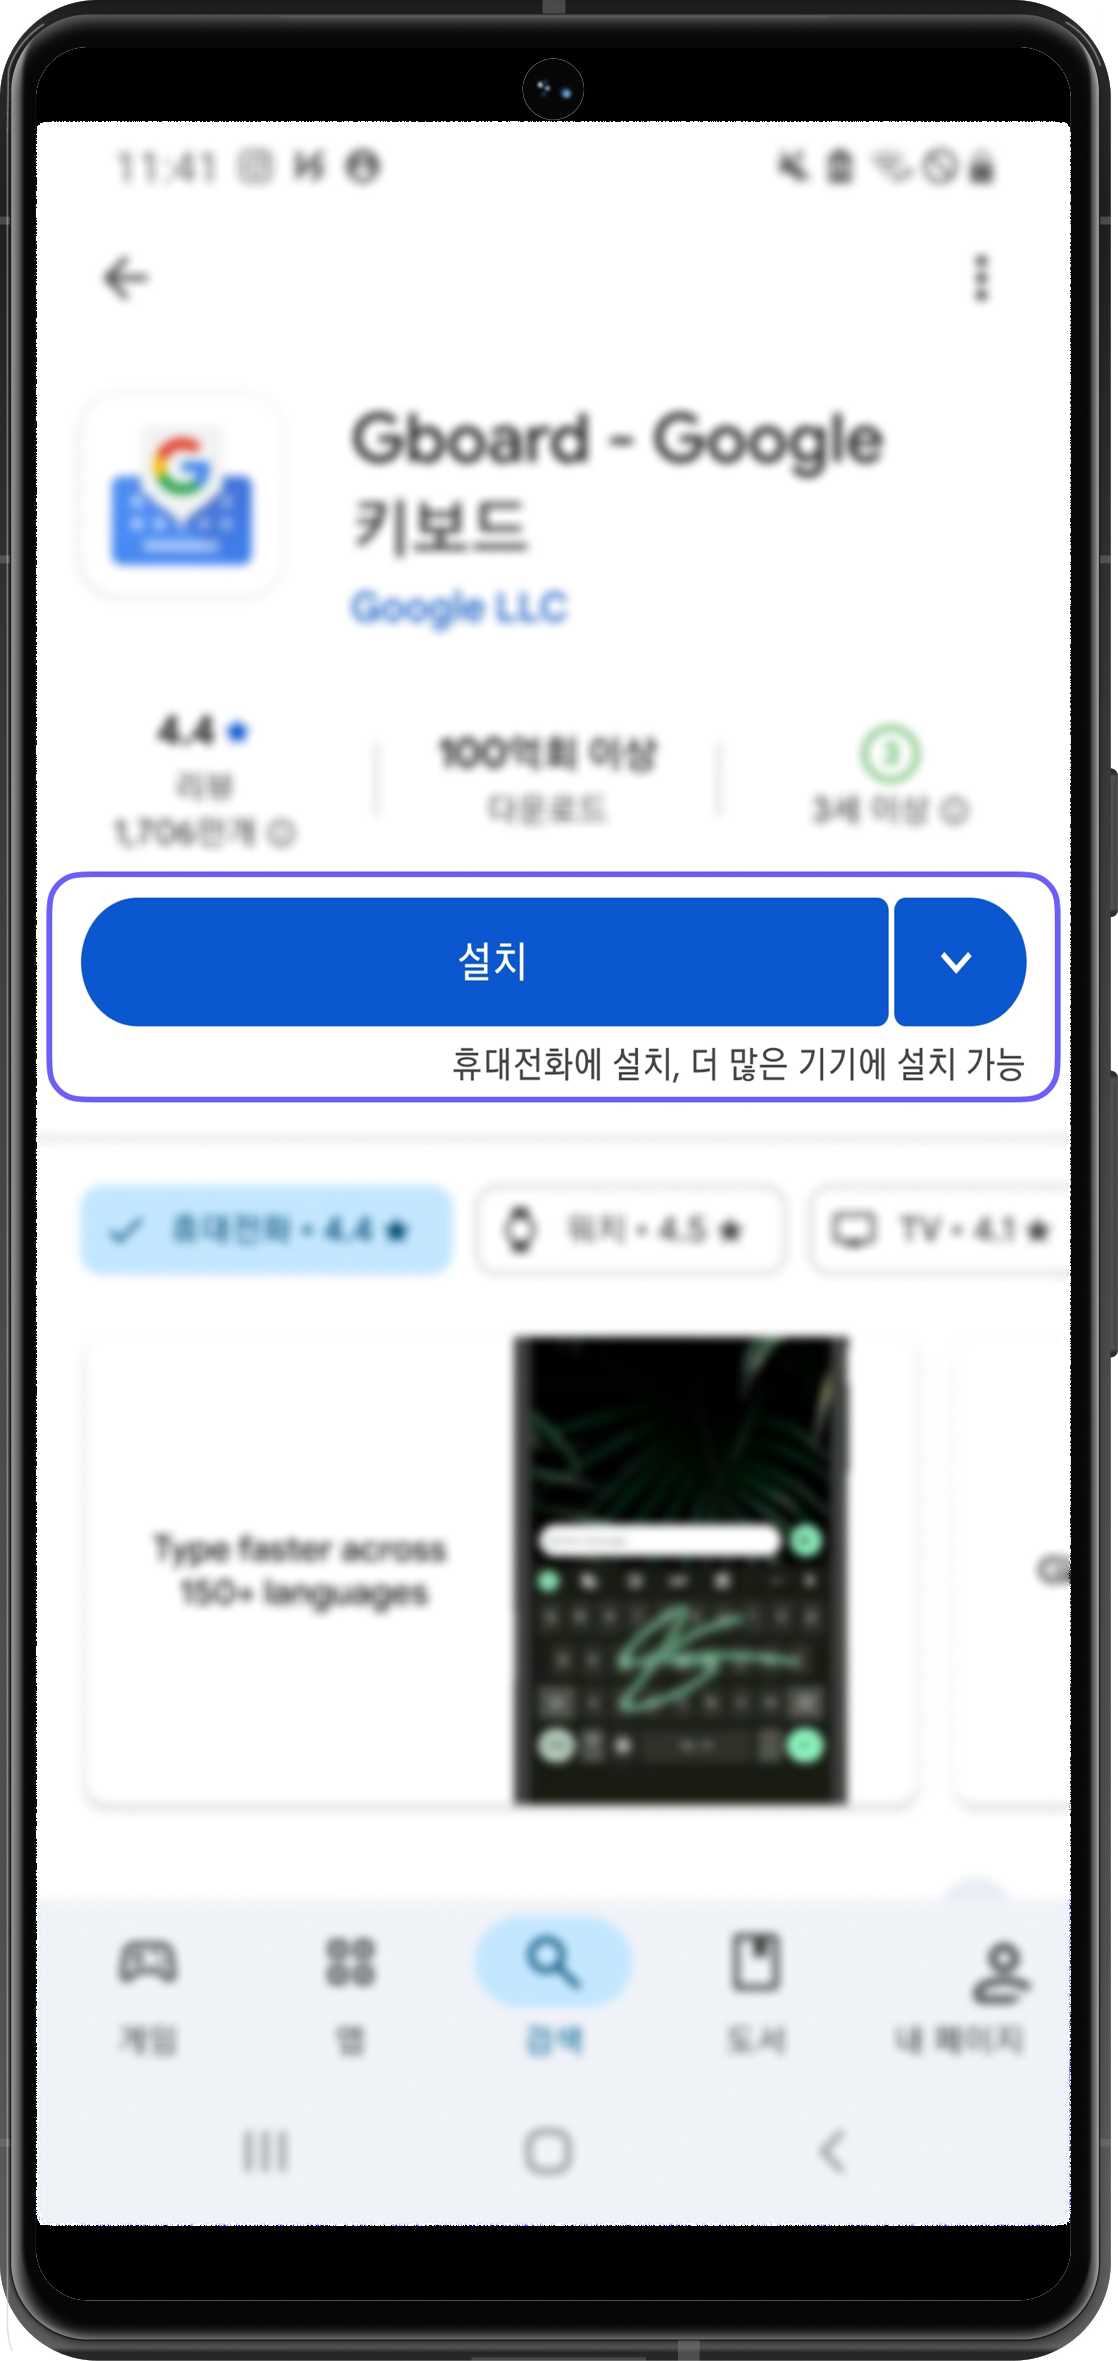 11:41
Gboard - Google
키보드
Google LLC
4.4 ★
리뷰
1,706만개
100억회 이상
다운로드
3
3세 이상
설치
휴대전화에 설치, 더 많은 기기에 설치 가능
휴대전화 • 4.4 ★
워치 • 4.5 ★
TV • 4.1 ★
Type faster across
150+ languages
게임
앱
검색
도서
내 페이지